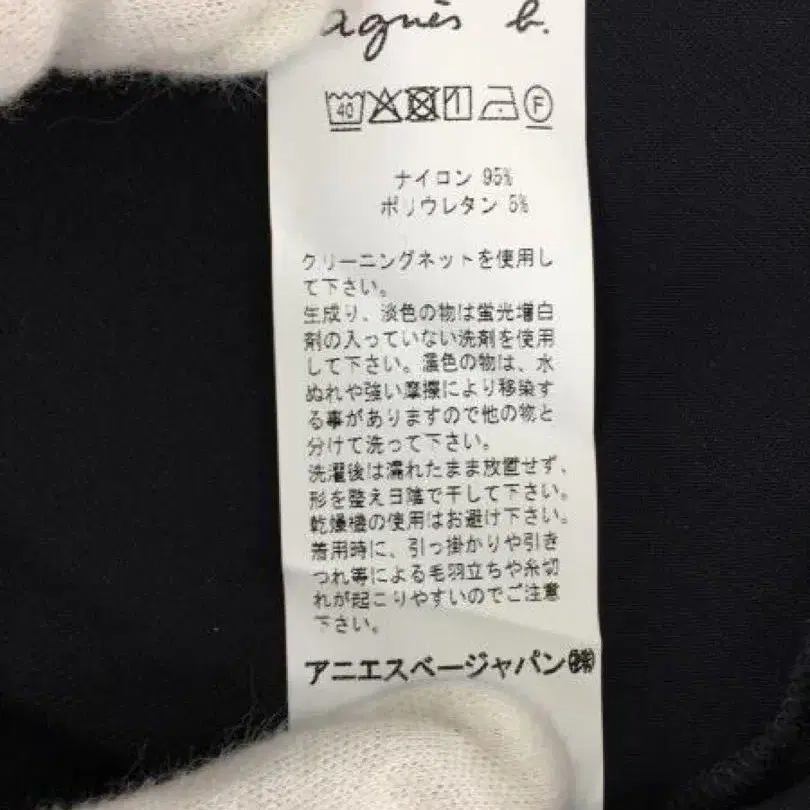 agnès b.
40 F
ナイロン 95%
ポリウレタン 5%
クリーニングネットを使用し
て下さい。
生成り、淡色の物は蛍光増白
剤の入っていない洗剤を使用
して下さい。濃色の物は、水
ぬれや強い摩擦により移染す
る事がありますので他の物と
分けて洗って下さい。
洗濯後は濡れたまま放置せず、
形を整え日陰で干して下さい。
乾燥機の使用はお避け下さい。
着用時に、引っ掛かりや引き
つれ等による毛羽立ちや糸切
れが起こりやすいのでご注意
下さい。
アニエスベージャパン㈱